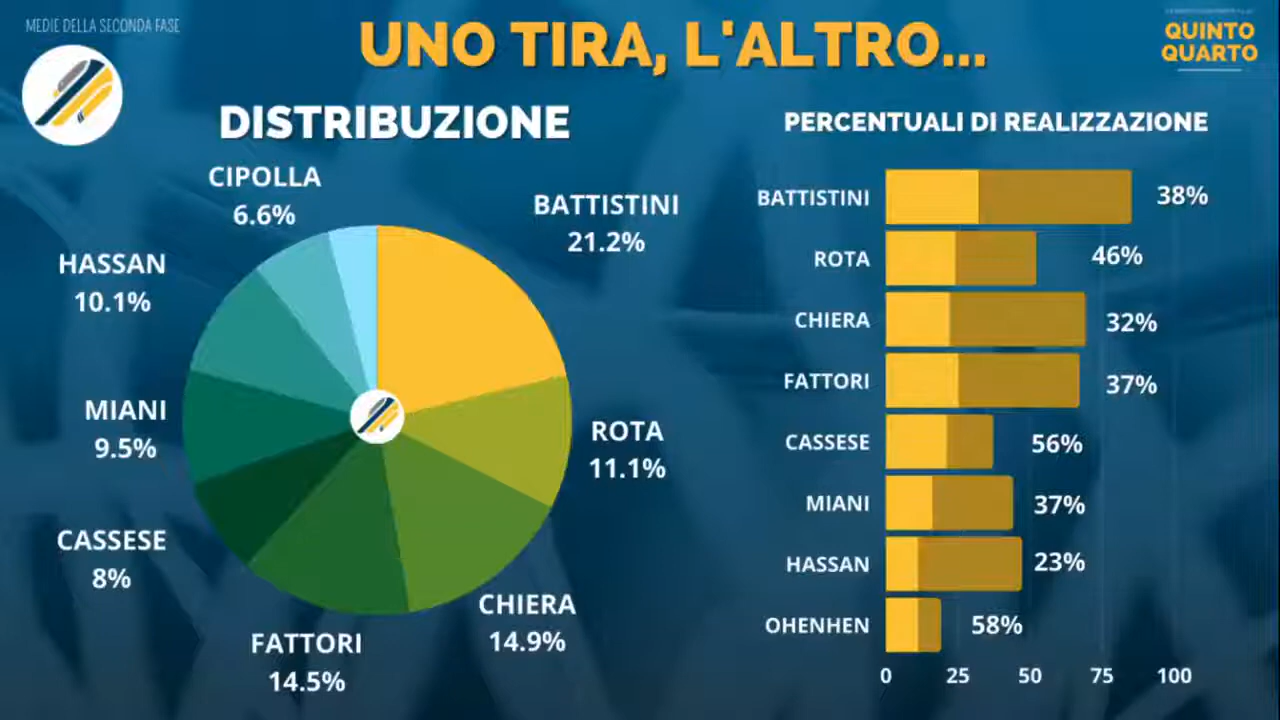 MEDIE DELLA SECONDA FASE
UNO TIRA, L'ALTRO...
QUINTO
QUARTO
DISTRIBUZIONE
CIPOLLA
6.6%
BATTISTINI
21.2%
HASSAN
10.1%
MIANI
9.5%
ROTA
11.1%
CASSESE
8%
CHIERA
14.9%
FATTORI
14.5%
PERCENTUALI DI REALIZZAZIONE
BATTISTINI 38%
ROTA 46%
CHIERA 32%
FATTORI 37%
CASSESE 56%
MIANI 37%
HASSAN 23%
OHENHEN 58%
0 25 50 75 100